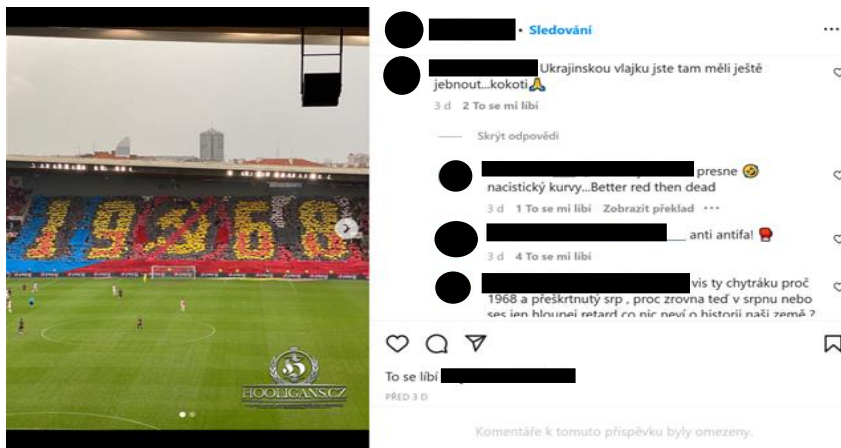 1968
HOOLIGANS.CZ
• Sledování
Ukrajinskou vlajku jste tam měli ještě
jebnout...kokoti🙏
3 d 2 To se mi líbí
Skrýt odpovědi
presne 🤣
nacistický kurvy...Better red then dead
3 d 1 To se mi líbí Zobrazit překlad •••
anti antifa! 🥊
3 d 4 To se mi líbí
vis ty chytráku proč
1968 a přeškrtnutý srp , proc zrovna teď v srpnu nebo
ses jen hloupej retard co nic neví o historii naši země ?
To se líbí
PŘED 3 D
Komentáře k tomuto příspěvku byly omezeny.